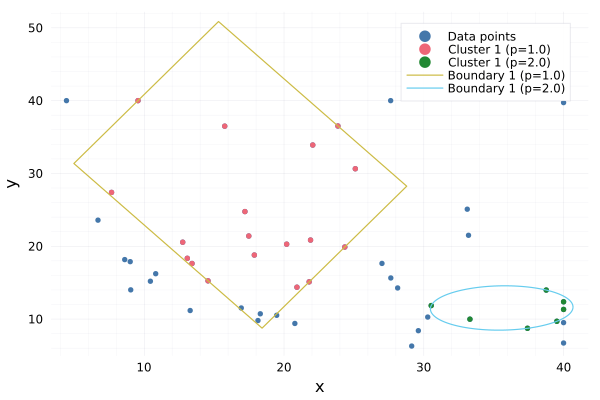 50
40
30
20
10
y
10
20
30
40
x
Data points
Cluster 1 (p=1.0)
Cluster 1 (p=2.0)
Boundary 1 (p=1.0)
Boundary 1 (p=2.0)